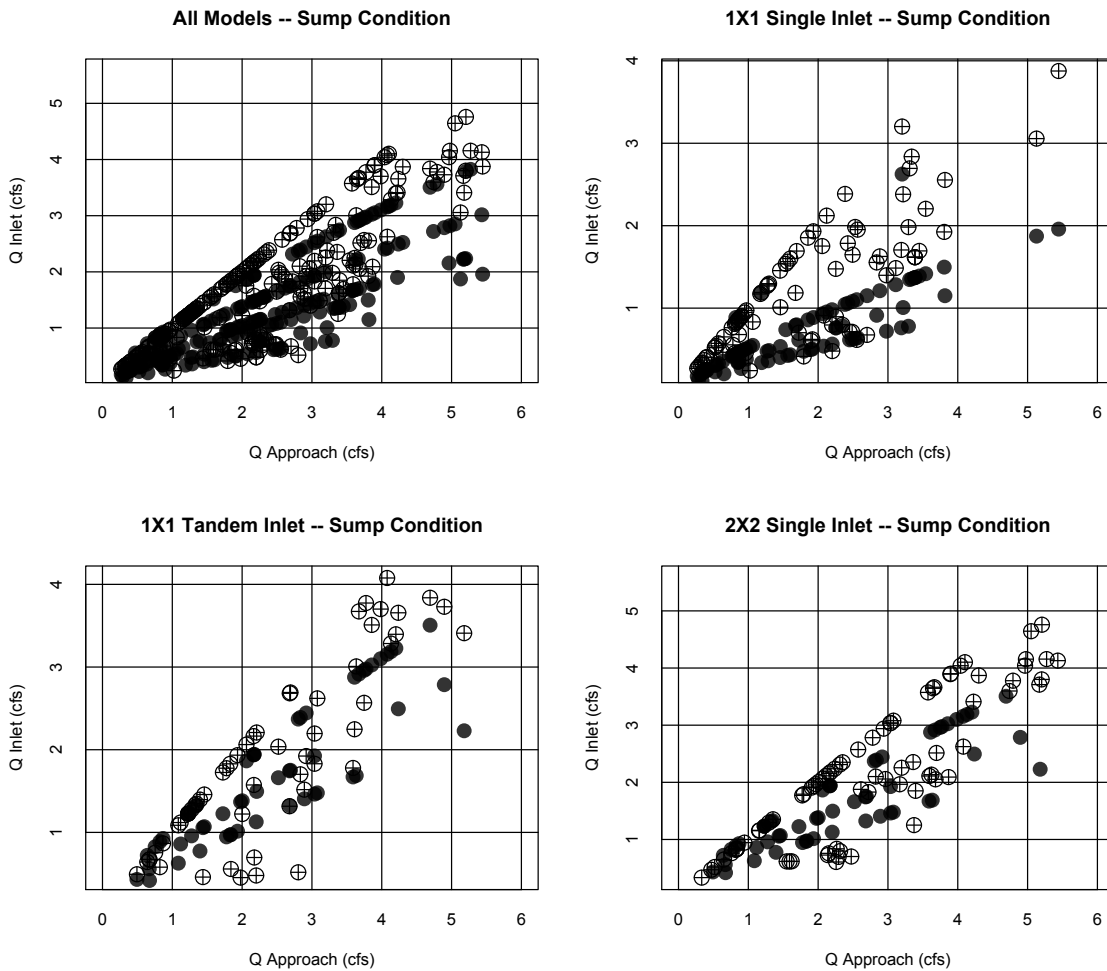 All Models -- Sump Condition
1X1 Single Inlet -- Sump Condition
Q Inlet (cfs)
1 2 3 4 5
0 1 2 3 4 5 6
Q Approach (cfs)
Q Inlet (cfs)
1 2 3 4
0 1 2 3 4 5 6
Q Approach (cfs)
1X1 Tandem Inlet -- Sump Condition
2X2 Single Inlet -- Sump Condition
Q Inlet (cfs)
1 2 3 4
0 1 2 3 4 5 6
Q Approach (cfs)
Q Inlet (cfs)
1 2 3 4 5
0 1 2 3 4 5 6
Q Approach (cfs)